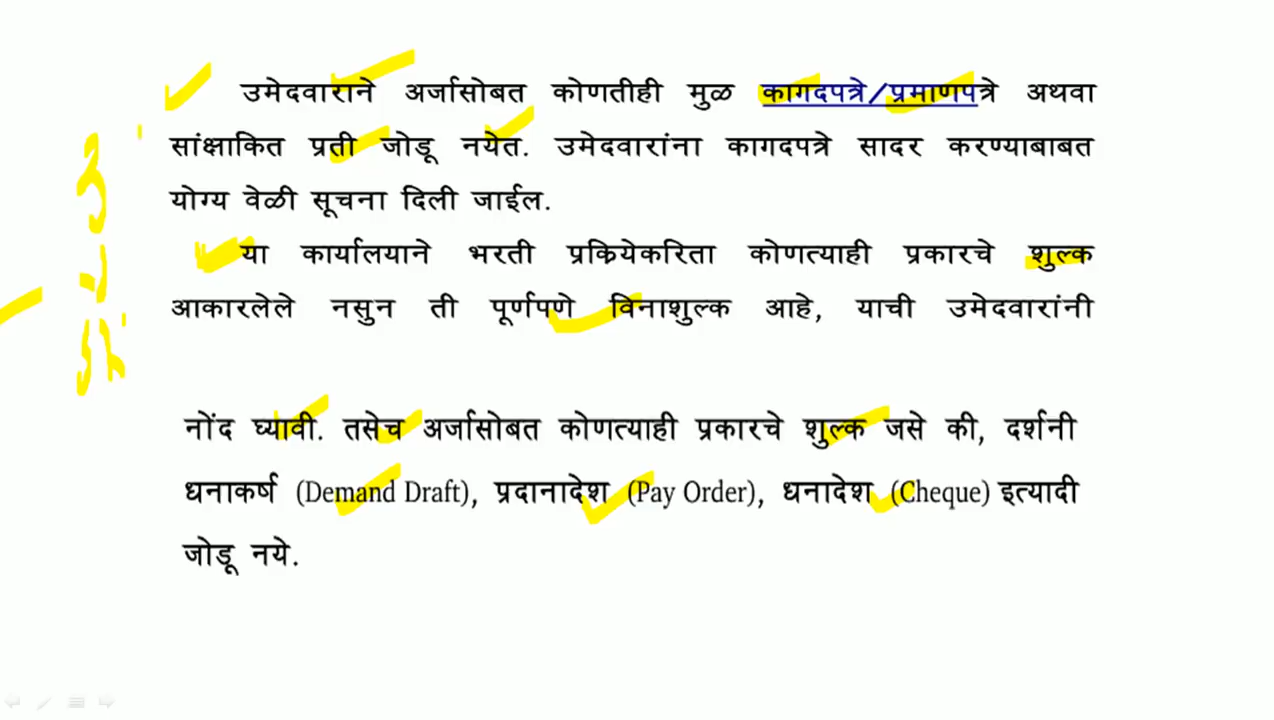 उमेदवाराने अर्जासोबत कोणतीही मुळ कागदपत्रे/प्रमाणपत्रे अथवा
सांक्षाकित प्रती जोडू नयेत. उमेदवारांना कागदपत्रे सादर करण्याबाबत
योग्य वेळी सूचना दिली जाईल.
या कार्यालयाने भरती प्रकियेकरिता कोणत्याही प्रकारचे शुल्क
आकारलेले नसुन ती पूर्णपणे विनाशुल्क आहे, याची उमेदवारांनी
नोंद घ्यावी. तसेच अर्जासोबत कोणत्याही प्रकारचे शुल्क जसे की, दर्शनी
धनाकर्ष (Demand Draft), प्रदानादेश (Pay Order), धनादेश (Cheque) इत्यादी
जोडू नये.